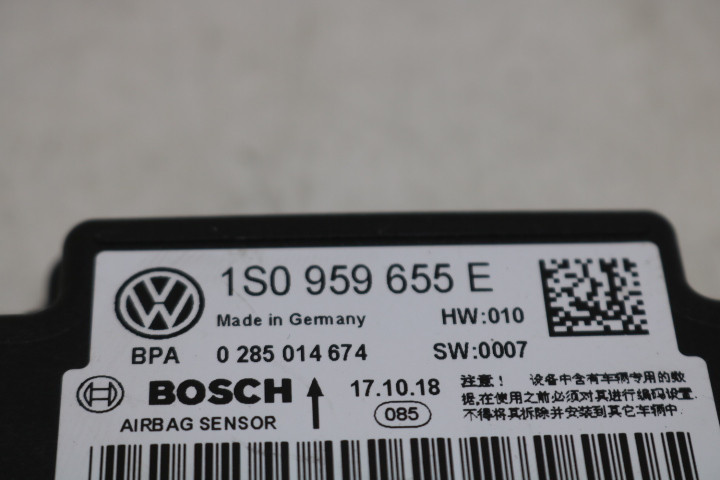 1S0 959 655 E
Made in Germany HW:010
BPA 0 285 014 674 SW:0007
BOSCH 17.10.18
AIRBAG SENSOR 085
注意！ 设备中含有车辆专用的数
据,在使用之前必须对其进行编码设置.
不得将其拆除并安装到其它车辆中.